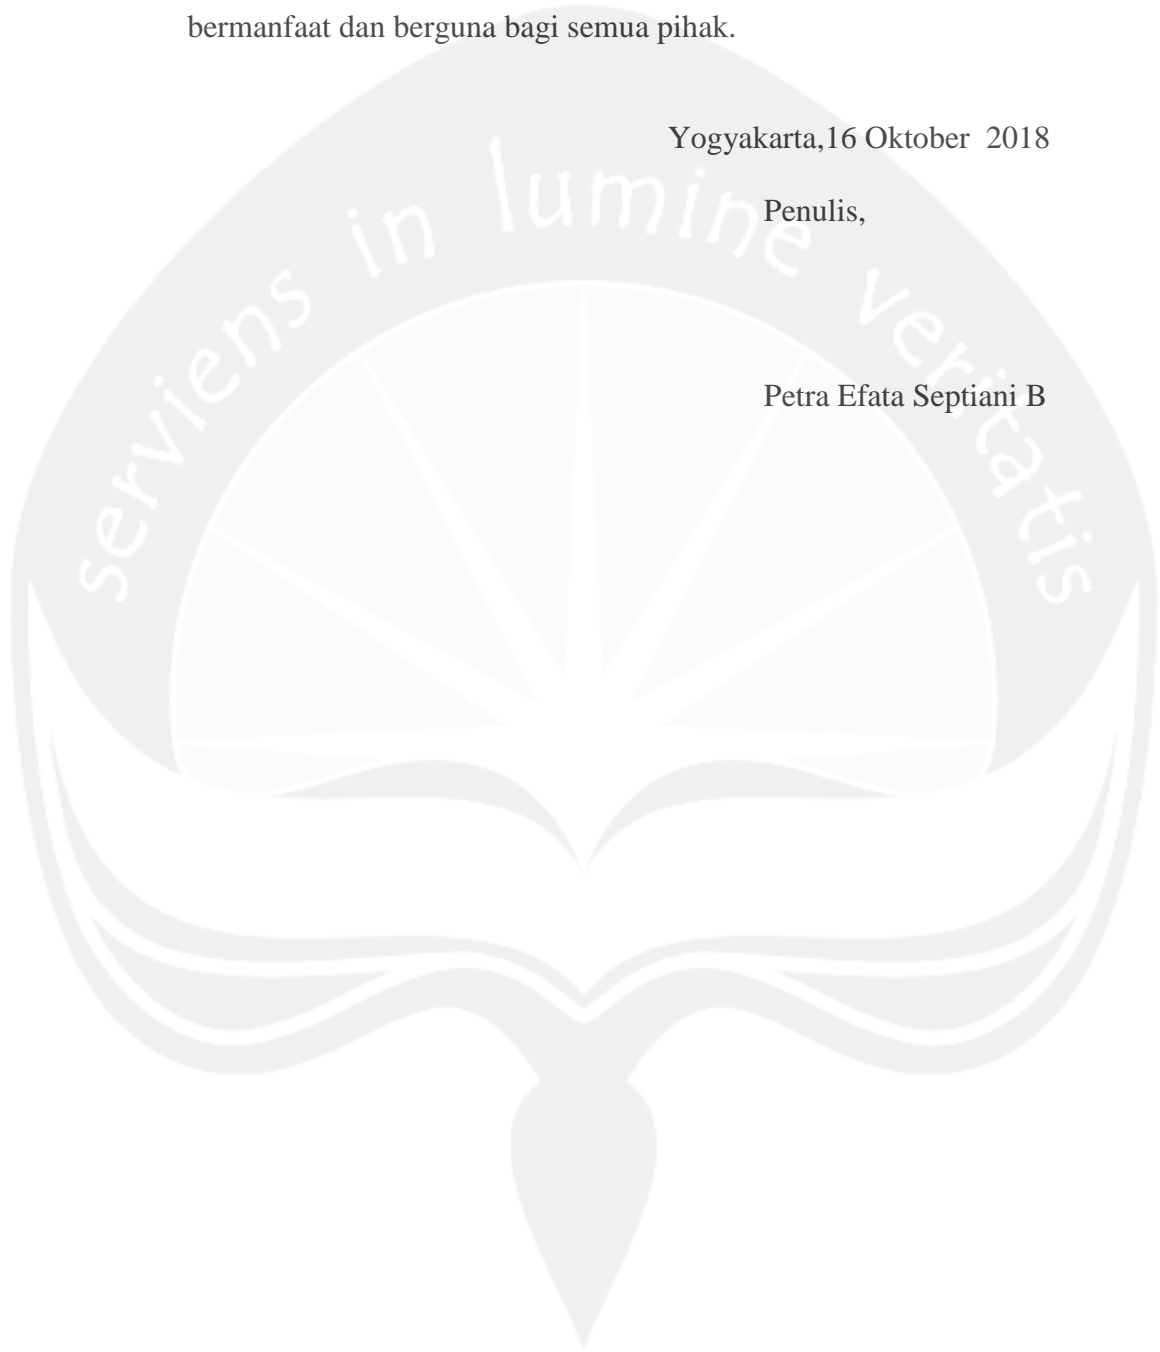 bermanfaat dan berguna bagi semua pihak.
Yogyakarta,16 Oktober  2018
Penulis,
Petra Efata Septiani B
serviens in lumine veritatis